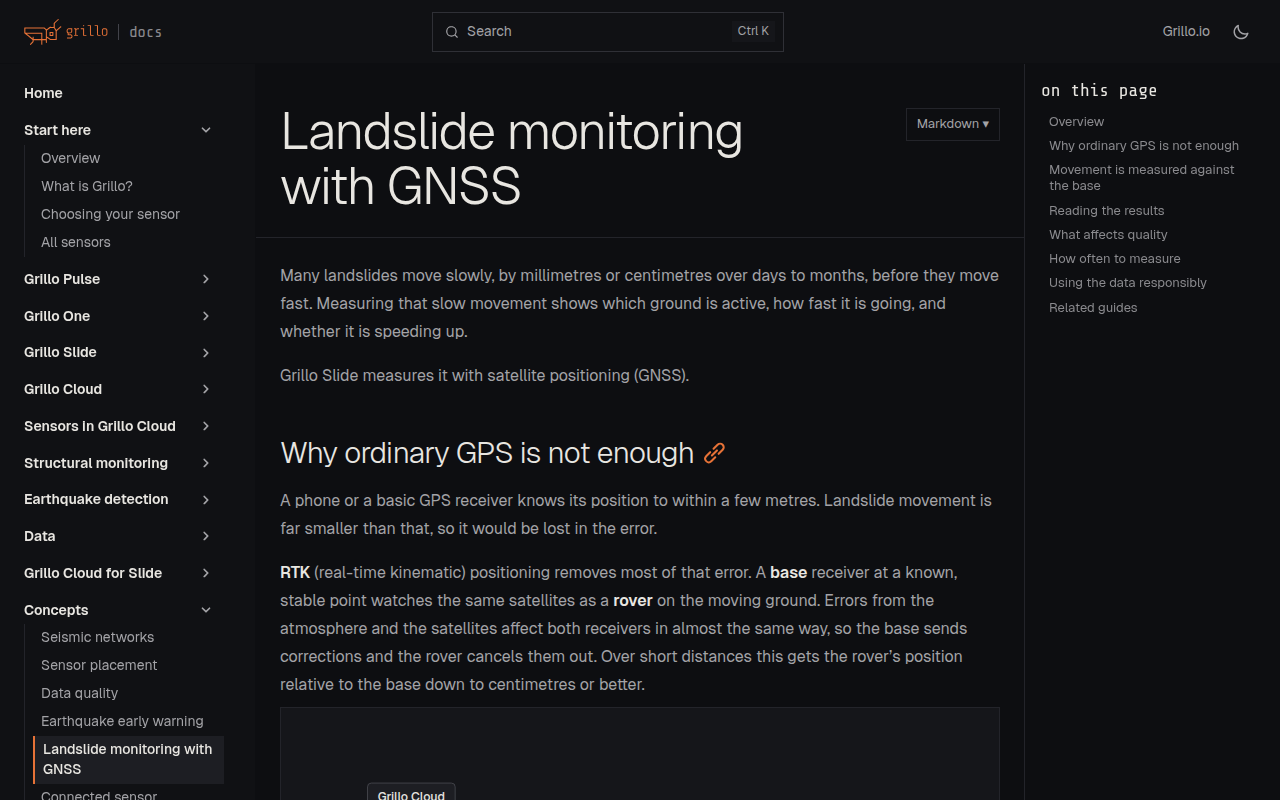 grillo | docs
Search
Ctrl K
Grillo.io
Home
Start here
Overview
What is Grillo?
Choosing your sensor
All sensors
Grillo Pulse
Grillo One
Grillo Slide
Grillo Cloud
Sensors in Grillo Cloud
Structural monitoring
Earthquake detection
Data
Grillo Cloud for Slide
Concepts
Seismic networks
Sensor placement
Data quality
Earthquake early warning
Landslide monitoring with
GNSS
Connected sensor
Landslide monitoring
with GNSS
Markdown ▾
Many landslides move slowly, by millimetres or centimetres over days to months, before they move
fast. Measuring that slow movement shows which ground is active, how fast it is going, and
whether it is speeding up.
Grillo Slide measures it with satellite positioning (GNSS).
Why ordinary GPS is not enough
A phone or a basic GPS receiver knows its position to within a few metres. Landslide movement is
far smaller than that, so it would be lost in the error.
RTK (real-time kinematic) positioning removes most of that error. A base receiver at a known,
stable point watches the same satellites as a rover on the moving ground. Errors from the
atmosphere and the satellites affect both receivers in almost the same way, so the base sends
corrections and the rover cancels them out. Over short distances this gets the rover’s position
relative to the base down to centimetres or better.
Grillo Cloud
on this page
Overview
Why ordinary GPS is not enough
Movement is measured against
the base
Reading the results
What affects quality
How often to measure
Using the data responsibly
Related guides